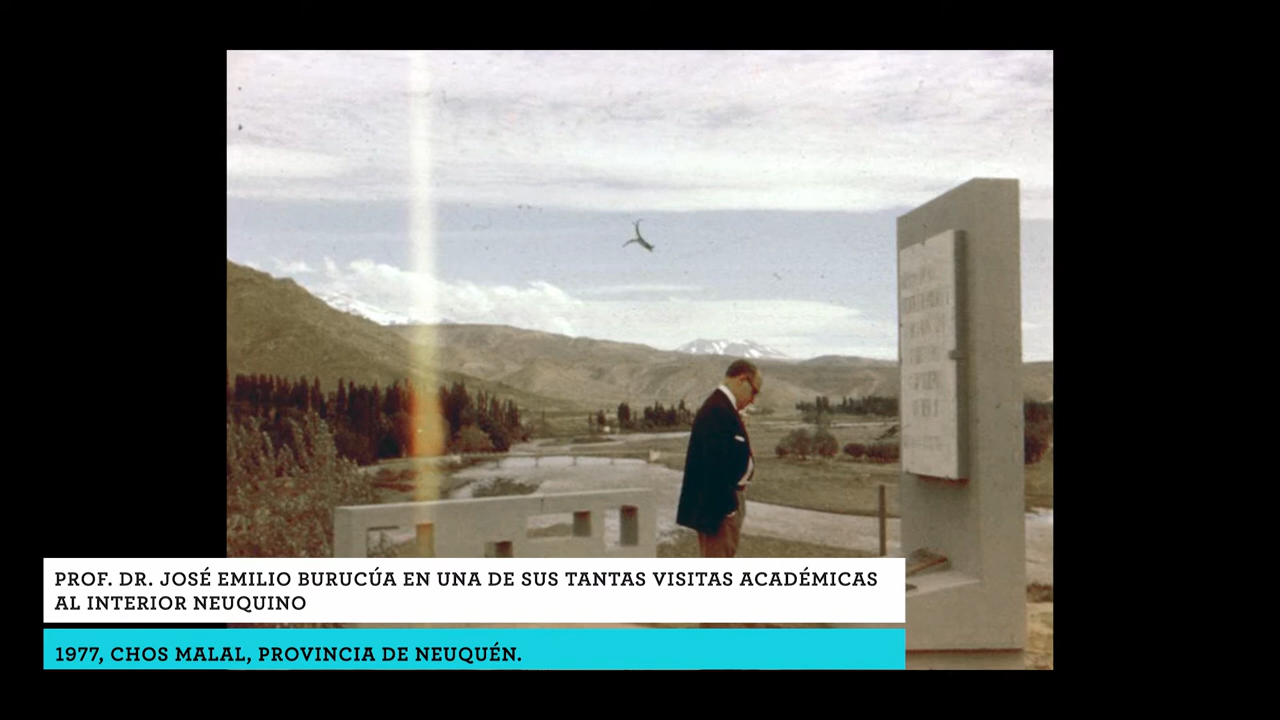 PROF. DR. JOSÉ EMILIO BURUCÚA EN UNA DE SUS TANTAS VISITAS ACADÉMICAS
AL INTERIOR NEUQUINO
1977, CHOS MALAL, PROVINCIA DE NEUQUÉN.